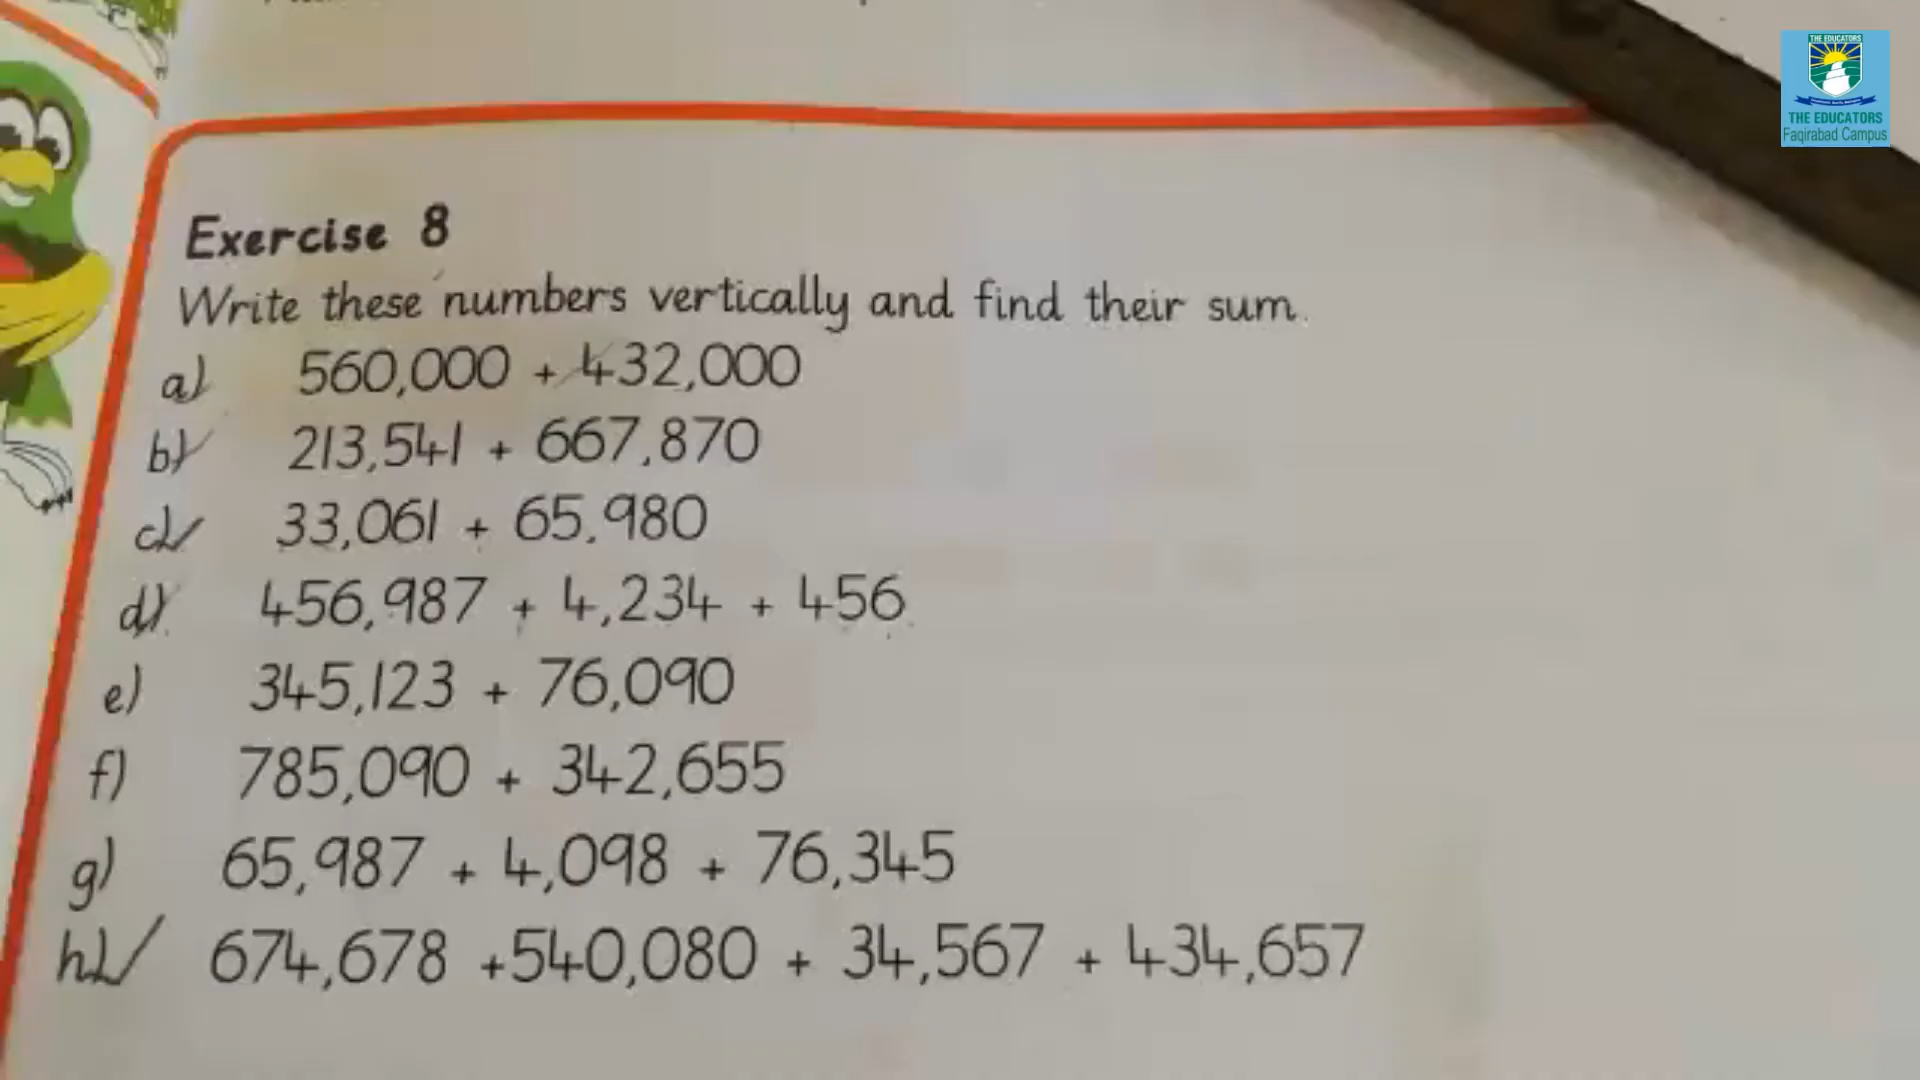 THE EDUCATORS
THE EDUCATORS
Faqirabad Campus
Exercise 8
Write these numbers vertically and find their sum.
a) 560,000 + 432,000
b) 213,541 + 667,870
c) 33,061 + 65,980
d) 456,987 + 4,234 + 456
e) 345,123 + 76,090
f) 785,090 + 342,655
g) 65,987 + 4,098 + 76,345
h) 674,678 +540,080 + 34,567 + 434,657